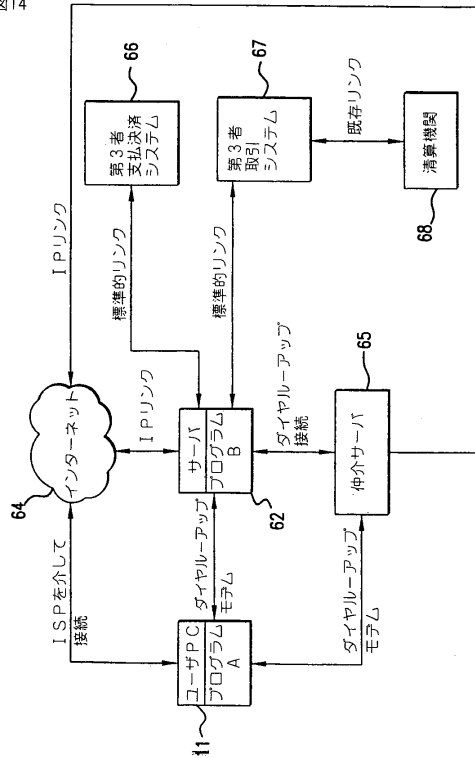 図14
ISPを介して
接続
64
インターネット
IPリンク
IPリンク
標準的リンク
第3者
支払決済
システム
66
ユーザPC
プログラム
A
11
ダイヤルーアップ
モデム
サーバ
プログラム
B
62
標準的リンク
第3者
取引
システム
67
ダイヤルーアップ
接続
既存リンク
ダイヤルーアップ
モデム
仲介サーバ
65
清算機関
68